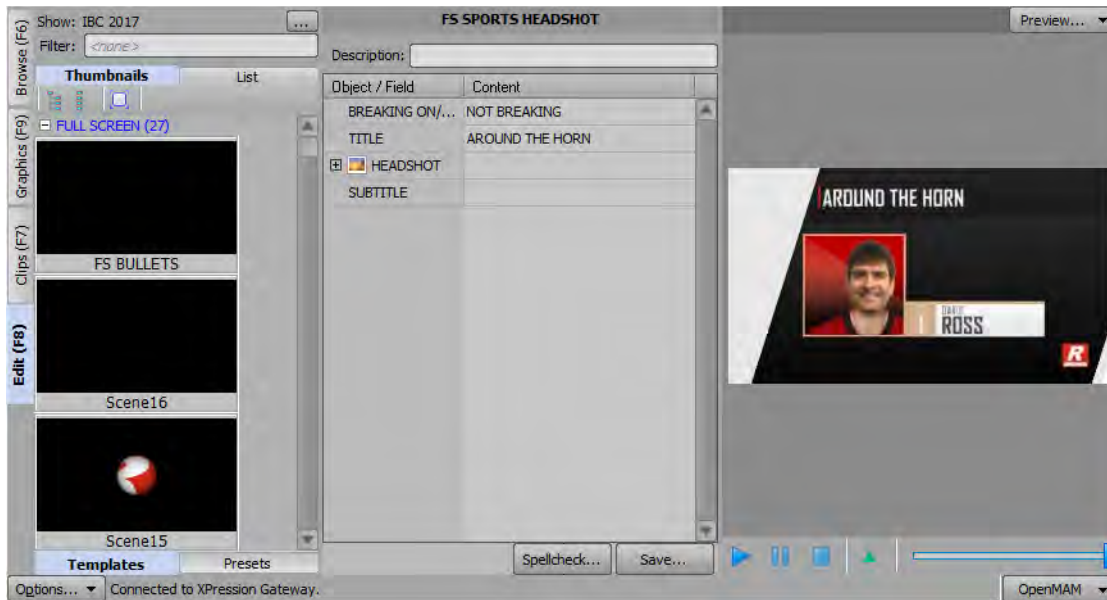 Show: IBC 2017
...
Filter: <none>
Thumbnails
List
FULL SCREEN (27)
FS BULLETS
Scene16
Scene15
Templates
Presets
Browse (F6)
Graphics (F9)
Clips (F7)
Edit (F8)
FS SPORTS HEADSHOT
Description:
Object / Field
Content
BREAKING ON/...
NOT BREAKING
TITLE
AROUND THE HORN
HEADSHOT
SUBTITLE
Spellcheck...
Save...
Preview...
AROUND THE HORN
1
ROSS
R
Options...
Connected to XPression Gateway.
OpenMAM